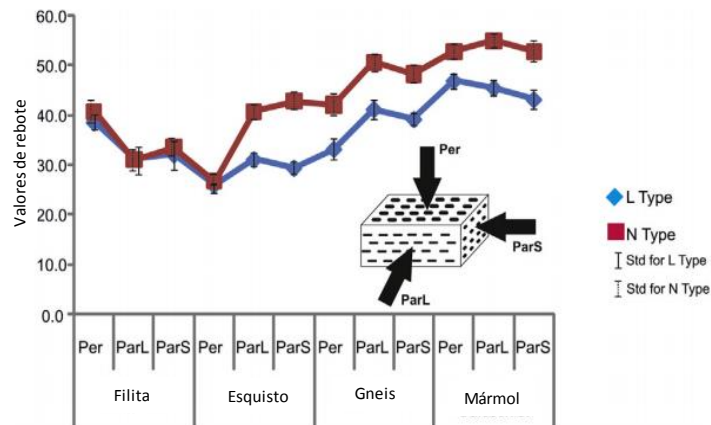 60.0
50.0
40.0
30.0
20.0
10.0
0.0
Valores de rebote
Per
ParS
ParL
L Type
N Type
Std for L Type
Std for N Type
Per ParL ParS Per ParL ParS Per ParL ParS Per ParL ParS
Filita Esquisto Gneis Mármol